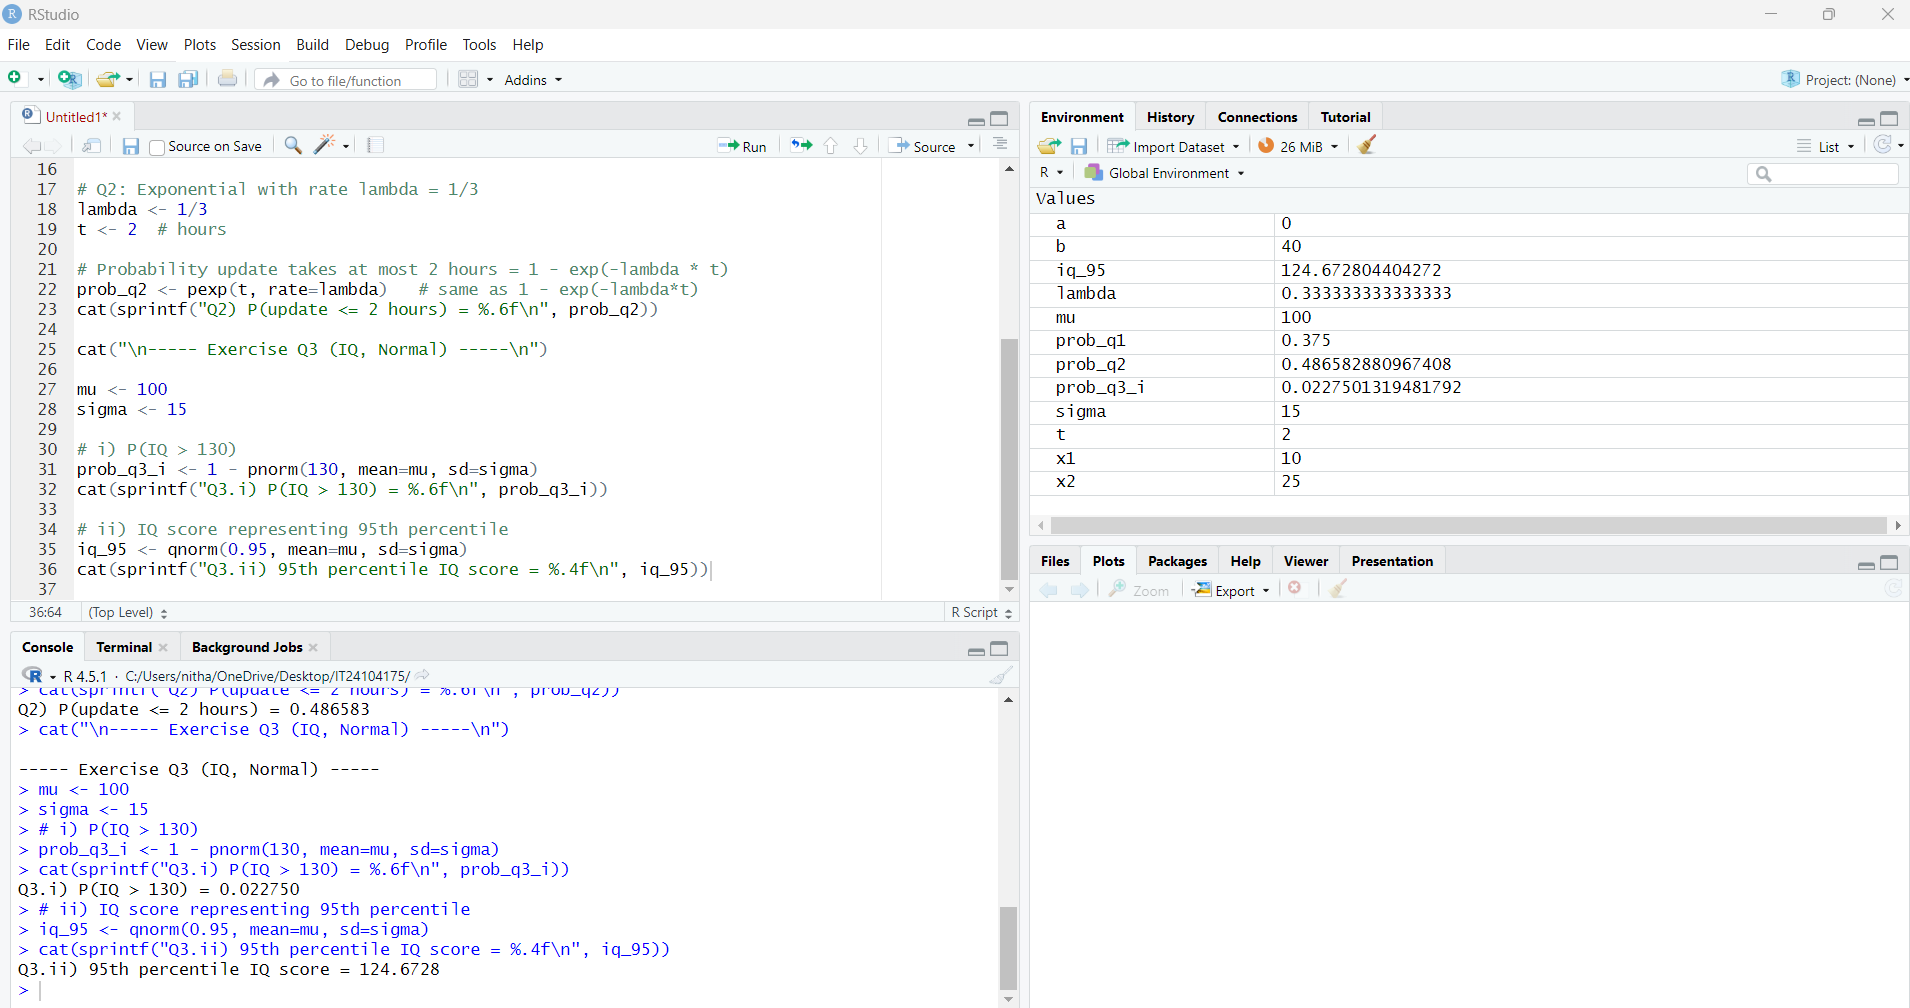 RStudio
File Edit Code View Plots Session Build Debug Profile Tools Help
Go to file/function Addins Project: (None)
Untitled1*
Source on Save Run Source
16
17 # Q2: Exponential with rate lambda = 1/3
18 lambda <- 1/3
19 t <- 2 # hours
20
21 # Probability update takes at most 2 hours = 1 - exp(-lambda * t)
22 prob_q2 <- pexp(t, rate=lambda) # same as 1 - exp(-lambda*t)
23 cat(sprintf("Q2) P(update <= 2 hours) = %.6f\n", prob_q2))
24
25 cat("\n----- Exercise Q3 (IQ, Normal) -----\n")
26
27 mu <- 100
28 sigma <- 15
29
30 # i) P(IQ > 130)
31 prob_q3_i <- 1 - pnorm(130, mean=mu, sd=sigma)
32 cat(sprintf("Q3.i) P(IQ > 130) = %.6f\n", prob_q3_i))
33
34 # ii) IQ score representing 95th percentile
35 iq_95 <- qnorm(0.95, mean=mu, sd=sigma)
36 cat(sprintf("Q3.ii) 95th percentile IQ score = %.4f\n", iq_95))
37
36:64 (Top Level) R Script
Console Terminal Background Jobs
R 4.5.1 · C:/Users/nitha/OneDrive/Desktop/IT24104175/
> cat(sprintf("Q2) P(update <= 2 hours) = %.6f\n", prob_q2))
Q2) P(update <= 2 hours) = 0.486583
> cat("\n----- Exercise Q3 (IQ, Normal) -----\n")
----- Exercise Q3 (IQ, Normal) -----
> mu <- 100
> sigma <- 15
> # i) P(IQ > 130)
> prob_q3_i <- 1 - pnorm(130, mean=mu, sd=sigma)
> cat(sprintf("Q3.i) P(IQ > 130) = %.6f\n", prob_q3_i))
Q3.i) P(IQ > 130) = 0.022750
> # ii) IQ score representing 95th percentile
> iq_95 <- qnorm(0.95, mean=mu, sd=sigma)
> cat(sprintf("Q3.ii) 95th percentile IQ score = %.4f\n", iq_95))
Q3.ii) 95th percentile IQ score = 124.6728
>
Environment History Connections Tutorial
Import Dataset 26 MiB List
R Global Environment
Values
a 0
b 40
iq_95 124.672804404272
lambda 0.333333333333333
mu 100
prob_q1 0.375
prob_q2 0.486582880967408
prob_q3_i 0.0227501319481792
sigma 15
t 2
x1 10
x2 25
Files Plots Packages Help Viewer Presentation
Zoom Export